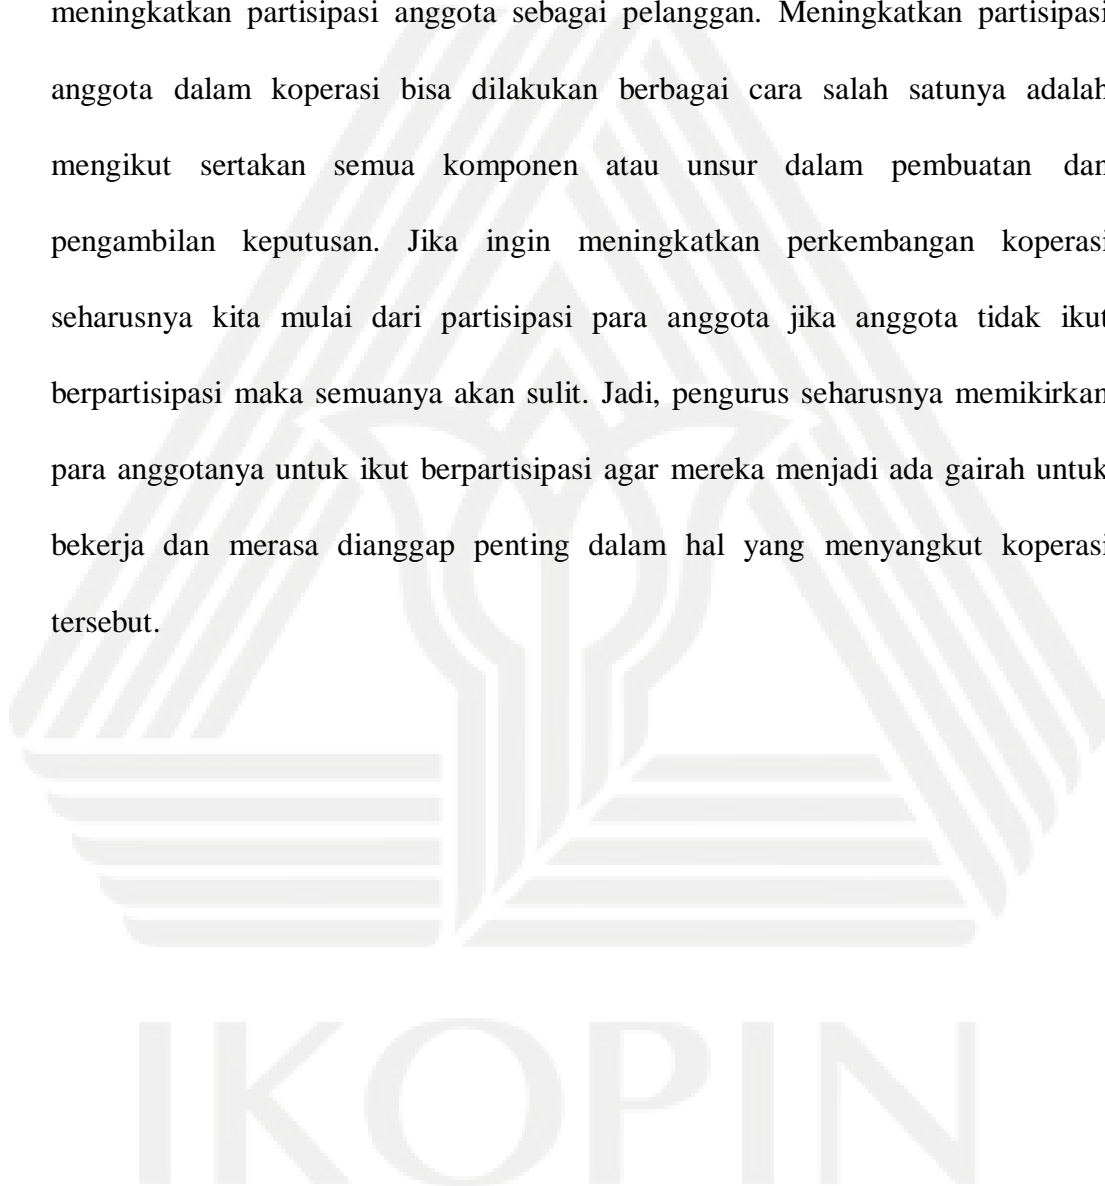 meningkatkan partisipasi anggota sebagai pelanggan. Meningkatkan partisipasi
anggota dalam koperasi bisa dilakukan berbagai cara salah satunya adalah
mengikut sertakan semua komponen atau unsur dalam pembuatan dan
pengambilan keputusan. Jika ingin meningkatkan perkembangan koperasi
seharusnya kita mulai dari partisipasi para anggota jika anggota tidak ikut
berpartisipasi maka semuanya akan sulit. Jadi, pengurus seharusnya memikirkan
para anggotanya untuk ikut berpartisipasi agar mereka menjadi ada gairah untuk
bekerja dan merasa dianggap penting dalam hal yang menyangkut koperasi
tersebut.
IKOPIN